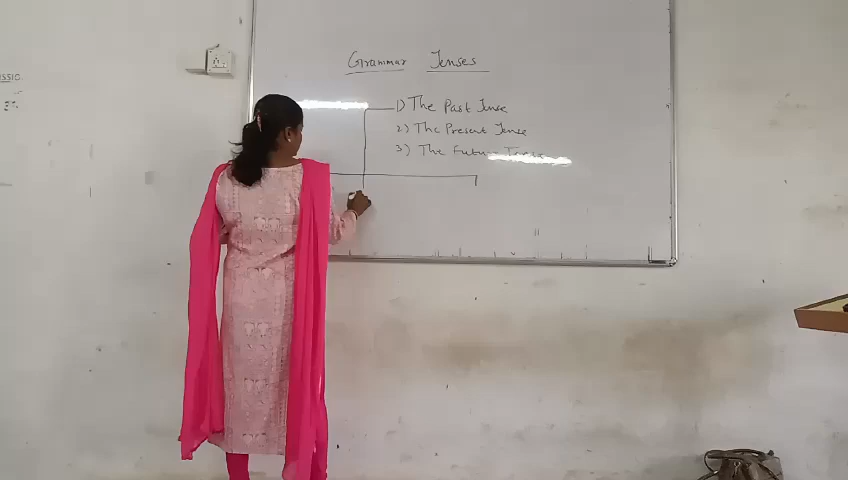 Grammar Tenses
1) The Past Tense
2) The Present Tense
3) The Future Tense